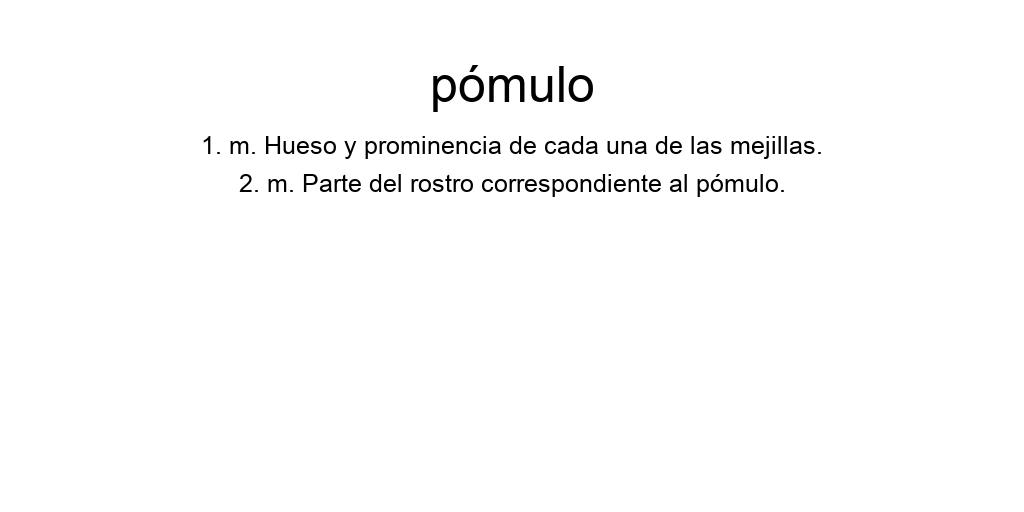 pómulo
1. m. Hueso y prominencia de cada una de las mejillas.
2. m. Parte del rostro correspondiente al pómulo.